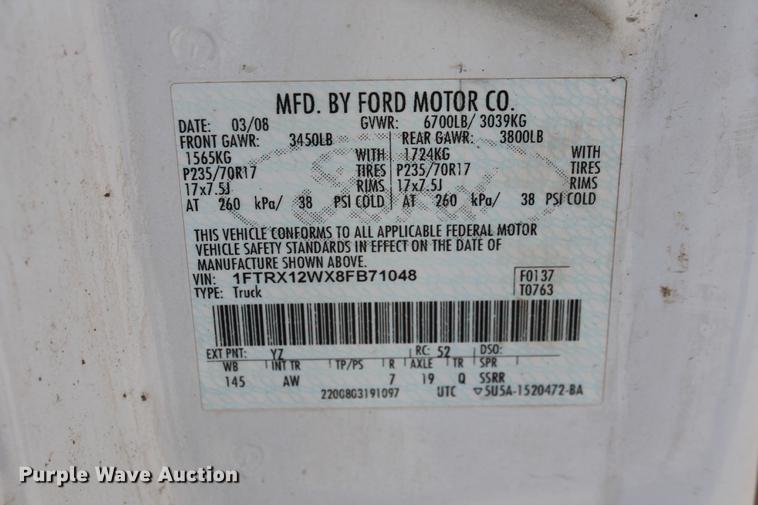 MFD. BY FORD MOTOR CO.
DATE: 03/08 GVWR: 6700LB/ 3039KG
FRONT GAWR: 3450LB REAR GAWR: 3800LB
1565KG WITH 1724KG WITH
P235/70R17 TIRES P235/70R17 TIRES
17x7.5J RIMS 17x7.5J RIMS
AT 260 kPa/ 38 PSI COLD AT 260 kPa/ 38 PSI COLD
THIS VEHICLE CONFORMS TO ALL APPLICABLE FEDERAL MOTOR
VEHICLE SAFETY STANDARDS IN EFFECT ON THE DATE OF
MANUFACTURE SHOWN ABOVE.
VIN: 1FTRX12WX8FB71048 F0137
TYPE: Truck T0763
EXT PNT: YZ RC: 52 DSO:
WB INT TR TP/PS R AXLE TR SPR
145 AW 7 19 Q SSRR
2200803191097 UTC ▽5U5A-1520472-BA
Purple Wave Auction